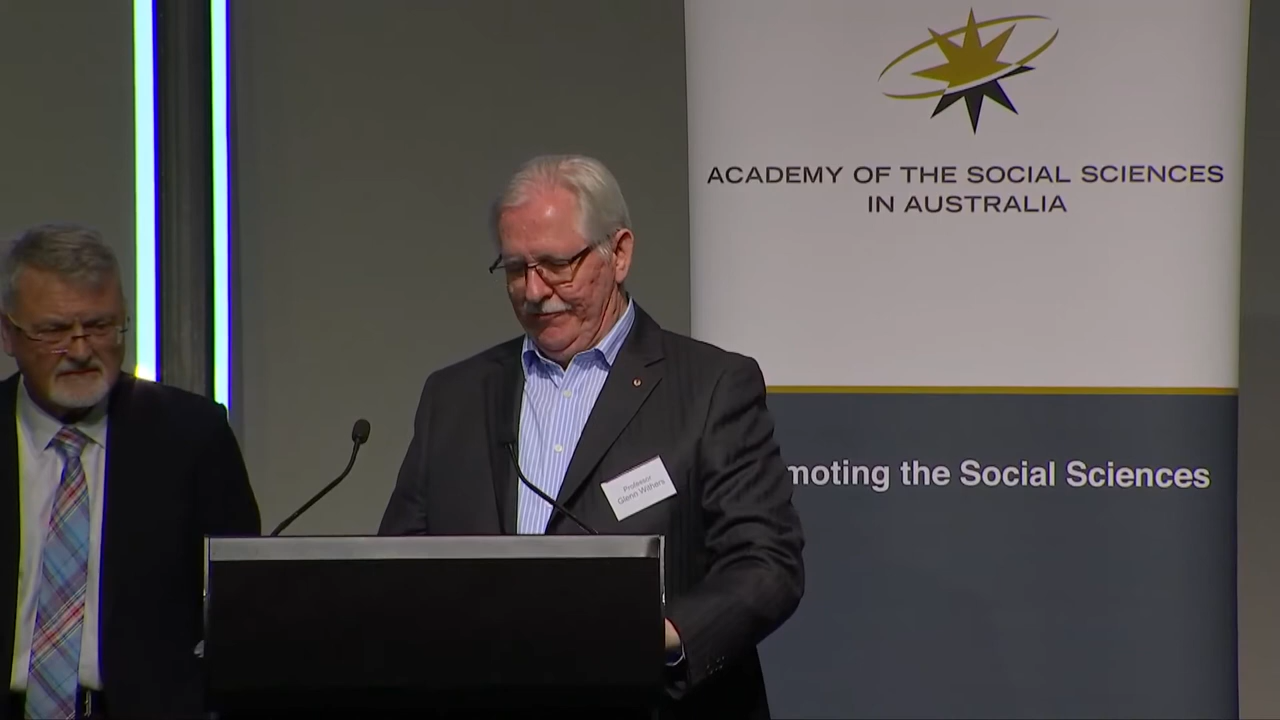 ACADEMY OF THE SOCIAL SCIENCES
IN AUSTRALIA
moting the Social Sciences
Professor
Glenn Withers